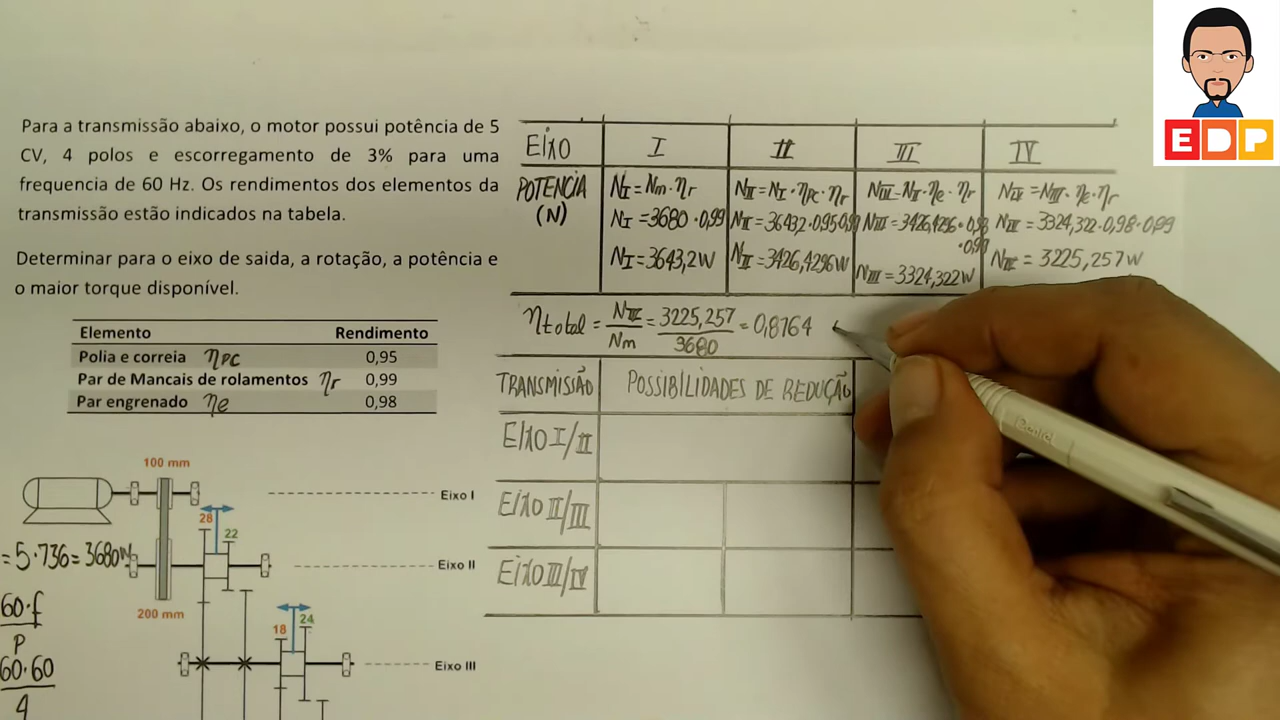 EDP
Para a transmissão abaixo, o motor possui potência de 5
CV, 4 polos e escorregamento de 3% para uma
frequencia de 60 Hz. Os rendimentos dos elementos da
transmissão estão indicados na tabela.
Determinar para o eixo de saida, a rotação, a potência e
o maior torque disponível.
Elemento Rendimento
Polia e correia ηPC 0,95
Par de Mancais de rolamentos ηr 0,99
Par engrenado ηe 0,98
100 mm
Eixo I
28
22
=5·736=3680W
Eixo II
60·f
P
200 mm
60·60
4
18
24
Eixo III
EIXO I II III IV
POTENCIA
(N)
NI=Nm·ηr
NI=3680·0,99
NI=3643,2W
NII=NI·ηPC·ηr
NII=3643,2·0,95·0,99
NII=3426,4296W
NIII=NII·ηe·ηr
NIII=3426,4296·0,98
·0,99
NIII=3324,322W
NIV=NIII·ηe·ηr
NIV=3324,322·0,98·0,99
NIV=3225,257W
ηtotal=NIV/Nm=3225,257/3680=0,8764
TRANSMISSÃO POSSIBILIDADES DE REDUÇÃO
EIXO I/II
EIXO II/III
EIXO III/IV
Pentel